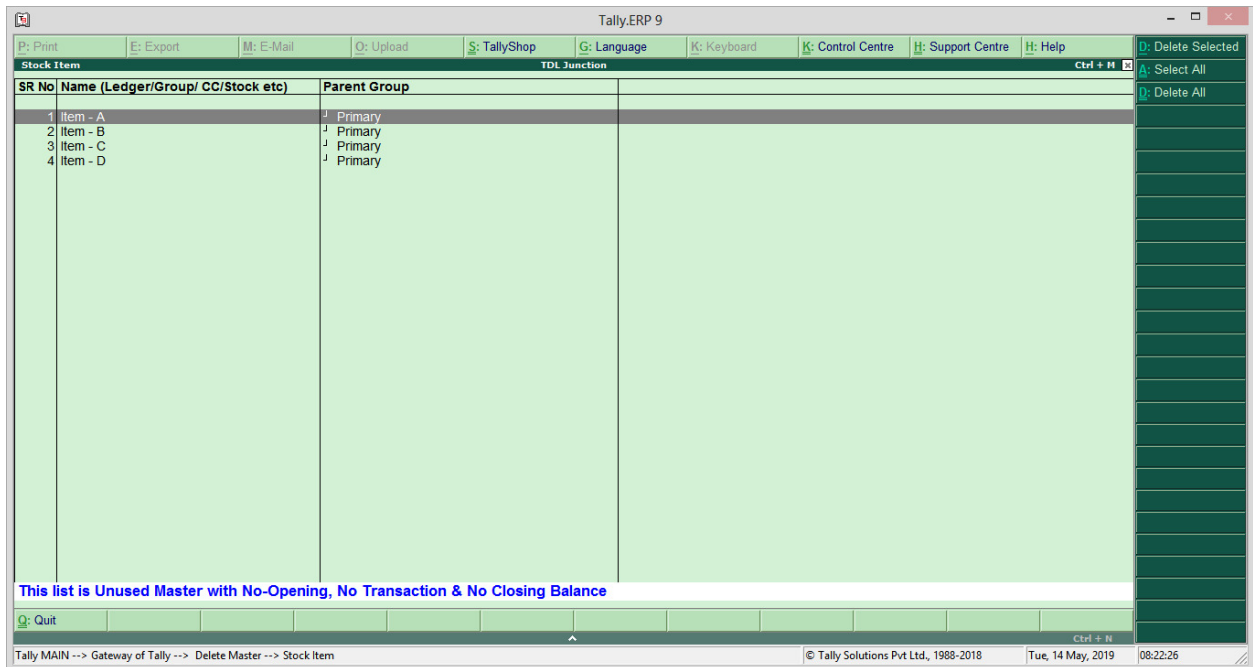 Tally.ERP 9
P: Print E: Export M: E-Mail O: Upload S: TallyShop G: Language K: Keyboard K: Control Centre H: Support Centre H: Help
D: Delete Selected
A: Select All
D: Delete All
Stock Item TDL Junction Ctrl + M
SR No Name (Ledger/Group/ CC/Stock etc) Parent Group
1 Item - A ┘ Primary
2 Item - B ┘ Primary
3 Item - C ┘ Primary
4 Item - D ┘ Primary
This list is Unused Master with No-Opening, No Transaction & No Closing Balance
Q: Quit
Ctrl + N
Tally MAIN --> Gateway of Tally --> Delete Master --> Stock Item © Tally Solutions Pvt Ltd., 1988-2018 Tue, 14 May, 2019 08:22:26